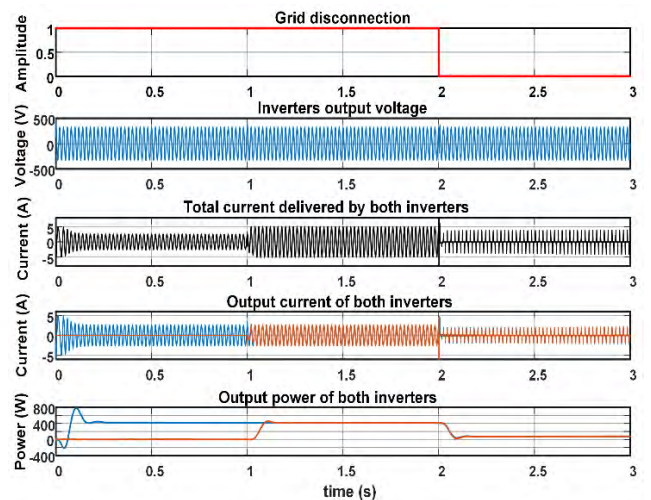 Grid disconnection
Amplitude
1
0.5
0
0 0.5 1 1.5 2 2.5 3
Inverters output voltage
Voltage (V)
500
0
-500
0 0.5 1 1.5 2 2.5 3
Total current delivered by both inverters
Current (A)
5
0
-5
0 0.5 1 1.5 2 2.5 3
Output current of both inverters
Current (A)
5
0
-5
0 0.5 1 1.5 2 2.5 3
Output power of both inverters
Power (W)
800
400
0
-400
0 0.5 1 1.5 2 2.5 3
time (s)